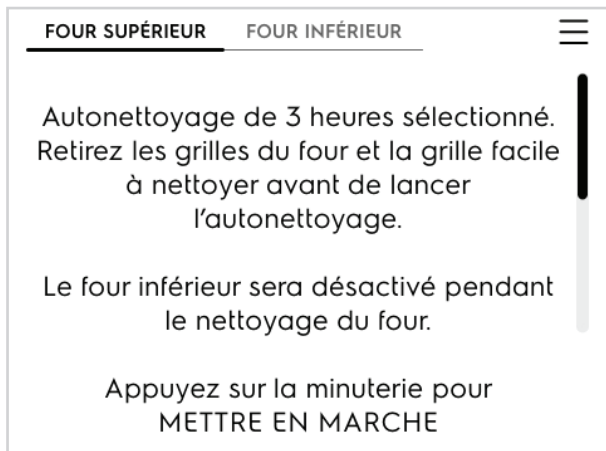 FOUR SUPÉRIEUR FOUR INFÉRIEUR
Autonettoyage de 3 heures sélectionné.
Retirez les grilles du four et la grille facile
à nettoyer avant de lancer
l’autonettoyage.
Le four inférieur sera désactivé pendant
le nettoyage du four.
Appuyez sur la minuterie pour
METTRE EN MARCHE